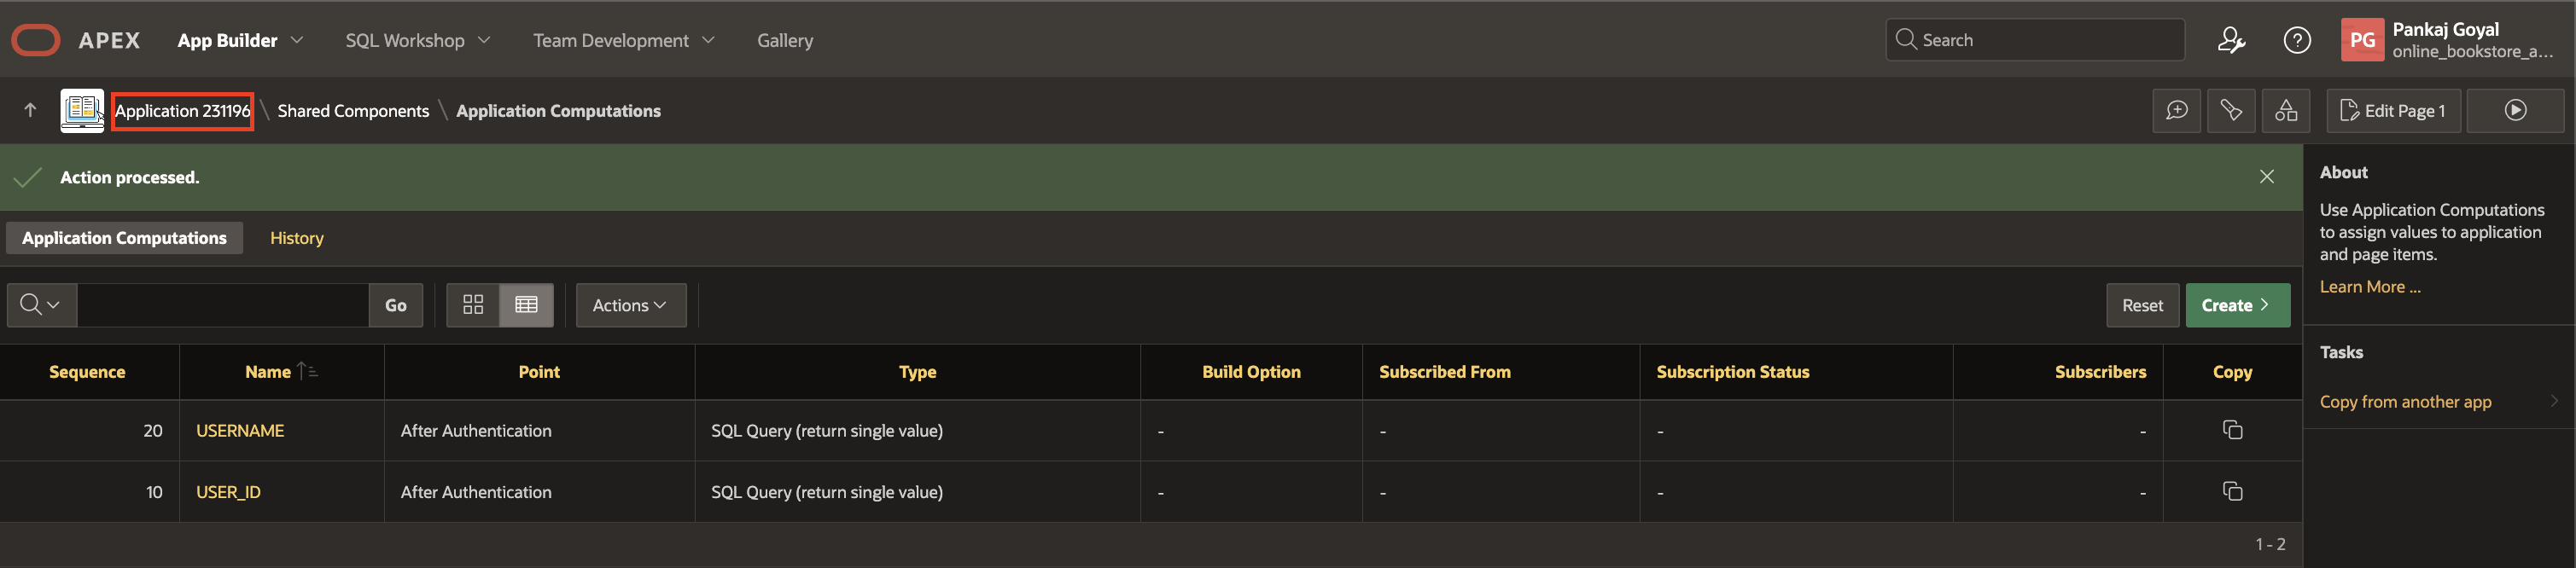 APEX App Builder SQL Workshop Team Development Gallery Search ? PG Pankaj Goyal
online_bookstore_a...
Application 231196 \ Shared Components \ Application Computations Edit Page 1
Action processed.
Application Computations History
Go Actions Reset Create
Sequence Name Point Type Build Option Subscribed From Subscription Status Subscribers Copy
20 USERNAME After Authentication SQL Query (return single value) - - - -
10 USER_ID After Authentication SQL Query (return single value) - - - -
1 - 2
About
Use Application Computations
to assign values to application
and page items.
Learn More ...
Tasks
Copy from another app